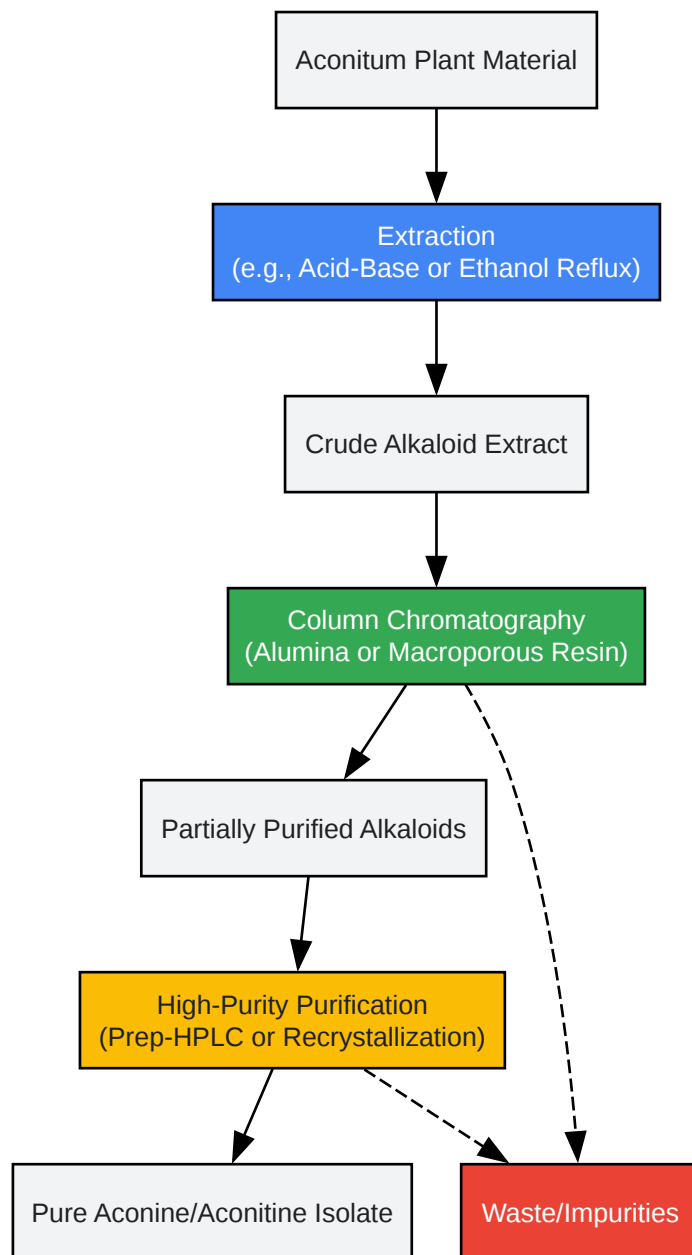 Aconitum Plant Material
Extraction
(e.g., Acid-Base or Ethanol Reflux)
Crude Alkaloid Extract
Column Chromatography
(Alumina or Macroporous Resin)
Partially Purified Alkaloids
High-Purity Purification
(Prep-HPLC or Recrystallization)
Pure Aconine/Aconitine Isolate
Waste/Impurities